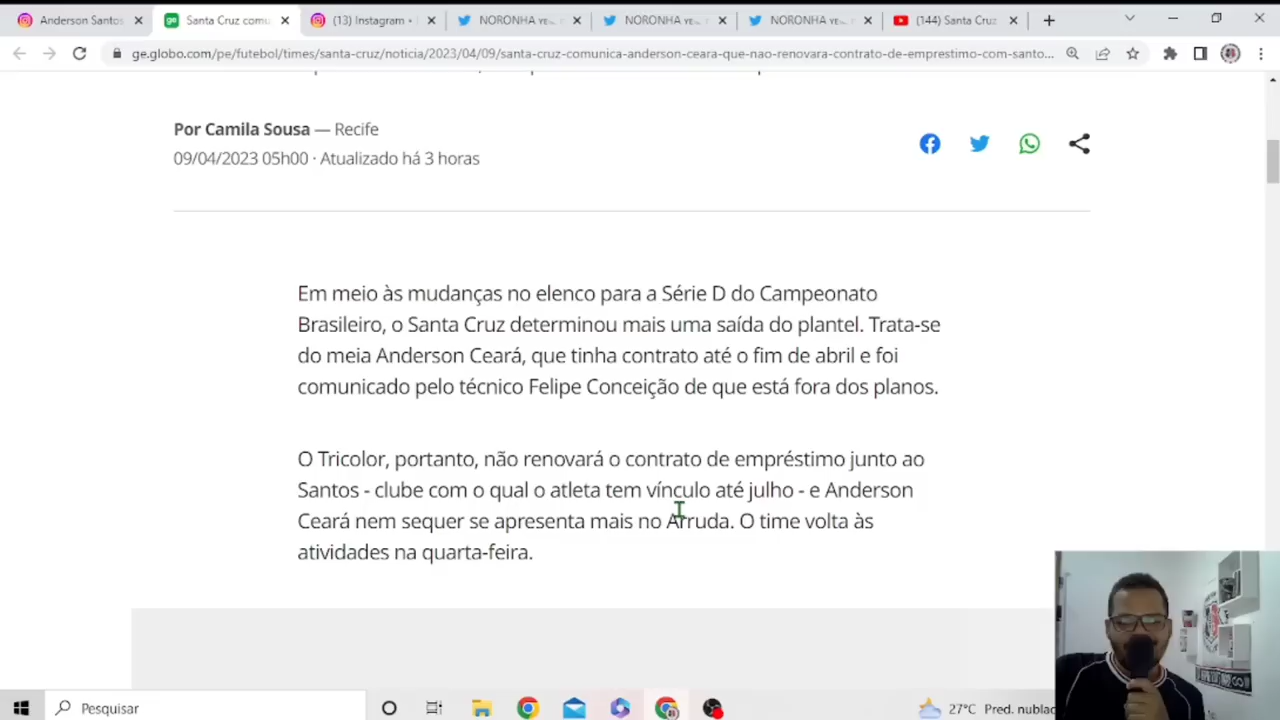 Anderson Santos
Santa Cruz comu
(13) Instagram •
NORONHA
NORONHA
NORONHA
(144) Santa Cruz
ge.globo.com/pe/futebol/times/santa-cruz/noticia/2023/04/09/santa-cruz-comunica-anderson-ceara-que-nao-renovara-contrato-de-emprestimo-com-santo...
Por Camila Sousa — Recife
09/04/2023 05h00 · Atualizado há 3 horas
Em meio às mudanças no elenco para a Série D do Campeonato
Brasileiro, o Santa Cruz determinou mais uma saída do plantel. Trata-se
do meia Anderson Ceará, que tinha contrato até o fim de abril e foi
comunicado pelo técnico Felipe Conceição de que está fora dos planos.
O Tricolor, portanto, não renovará o contrato de empréstimo junto ao
Santos - clube com o qual o atleta tem vínculo até julho - e Anderson
Ceará nem sequer se apresenta mais no Arruda. O time volta às
atividades na quarta-feira.
Pesquisar
27°C Pred. nublac